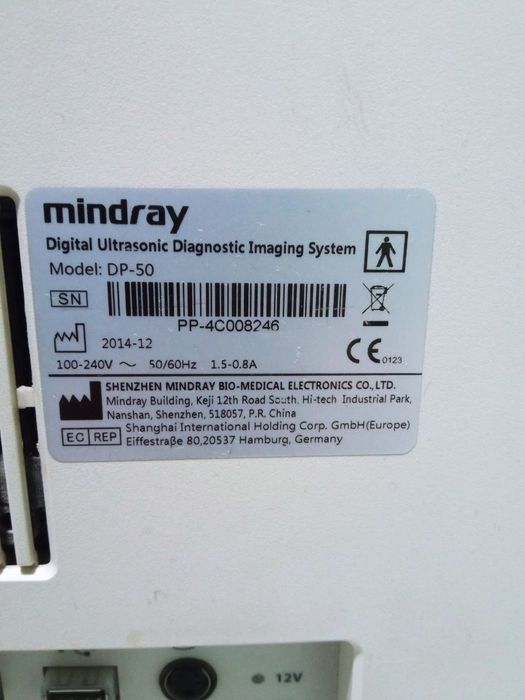 mindray
Digital Ultrasonic Diagnostic Imaging System
Model: DP-50
SN
PP-4C008246
2014-12
CE 0123
100-240V ~ 50/60Hz 1.5-0.8A
SHENZHEN MINDRAY BIO-MEDICAL ELECTRONICS CO.,LTD.
Mindray Building, Keji 12th Road South, Hi-tech Industrial Park,
Nanshan, Shenzhen, 518057, P.R. China
EC REP
Shanghai International Holding Corp. GmbH(Europe)
Eiffestraße 80,20537 Hamburg, Germany
12V